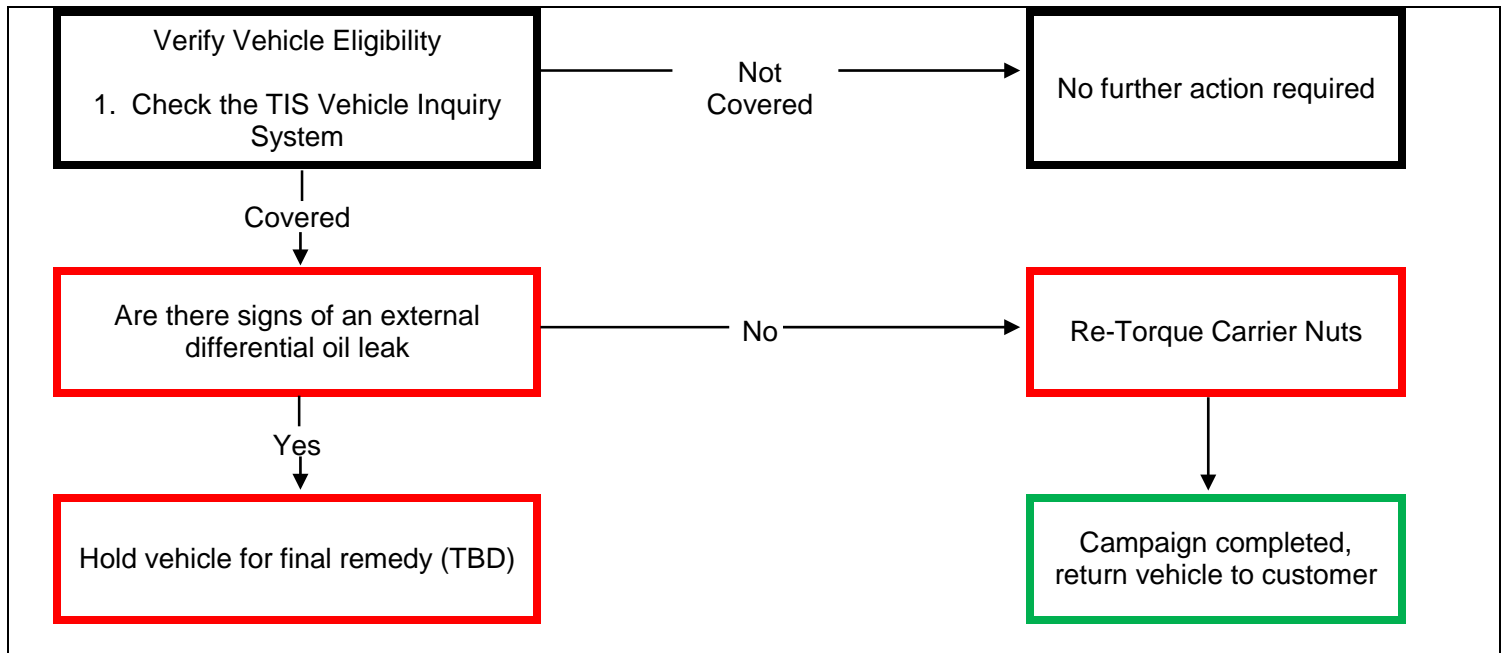 Verify Vehicle Eligibility
1. Check the TIS Vehicle Inquiry
System
Not
Covered
No further action required
Covered
Are there signs of an external
differential oil leak
No
Re-Torque Carrier Nuts
Yes
Hold vehicle for final remedy (TBD)
Campaign completed,
return vehicle to customer